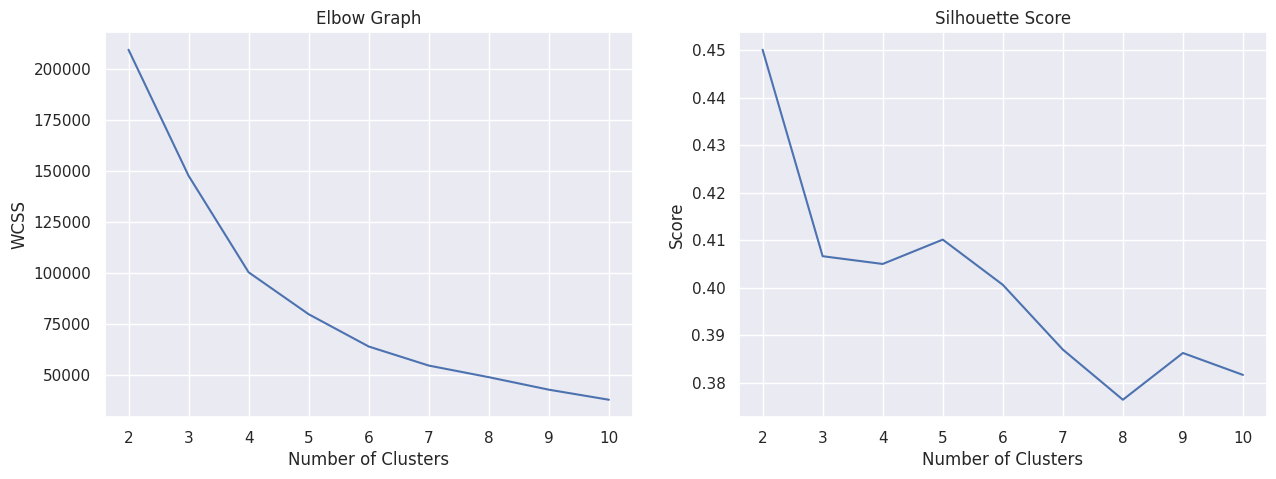 Elbow Graph
200000
175000
150000
125000
100000
75000
50000
WCSS
2 3 4 5 6 7 8 9 10
Number of Clusters
Silhouette Score
0.45
0.44
0.43
0.42
0.41
0.40
0.39
0.38
Score
2 3 4 5 6 7 8 9 10
Number of Clusters